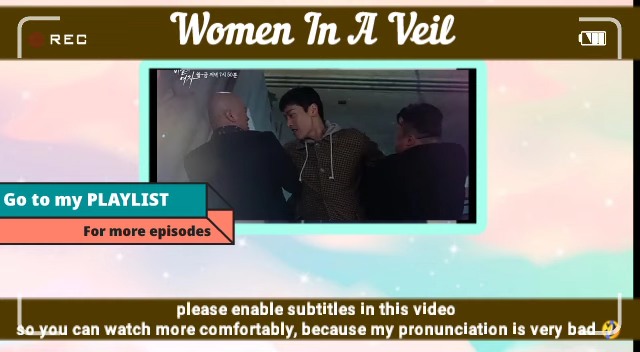 Women In A Veil
REC
Go to my PLAYLIST
For more episodes
please enable subtitles in this video
so you can watch more comfortably, because my pronunciation is very bad 🤣